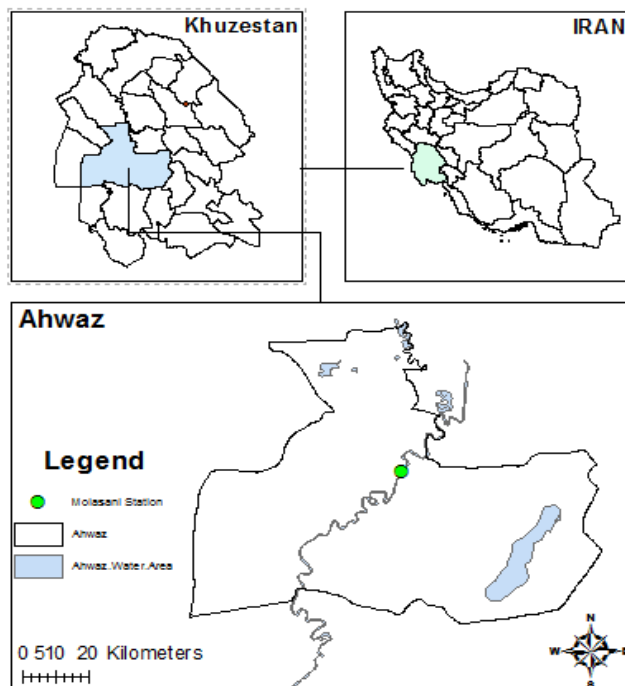 Khuzestan
IRAN
Ahwaz
Legend
Molasani Station
Ahwaz
Ahwaz.Water.Area
0 510 20 Kilometers
N
W
E
S